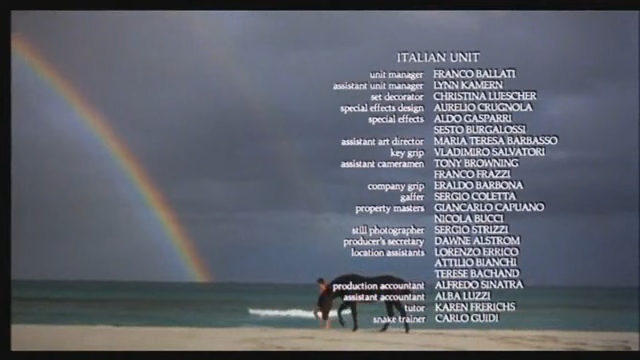 ITALIAN UNIT
unit manager FRANCO BALLATI
assistant unit manager LYNN KAMERN
set decorator CHRISTINA LUESCHER
special effects design AURELIO CRUGNOLA
special effects ALDO GASPARRI
SESTO BURGALOSSI
assistant art director MARIA TERESA BARBASSO
key grip VLADIMIRO SALVATORI
assistant cameramen TONY BROWNING
FRANCO FRAZZI
company grip ERALDO BARBONA
gaffer SERGIO COLETTA
property masters GIANCARLO CAPUANO
NICOLA BUCCI
still photographer SERGIO STRIZZI
producer's secretary DAWNE ALSTROM
location assistants LORENZO ERRICO
ATTILIO BIANCHI
TERESE BACHAND
production accountant ALFREDO SINATRA
assistant accountant ALBA LUZZI
tutor KAREN FRERICHS
snake trainer CARLO GUIDI